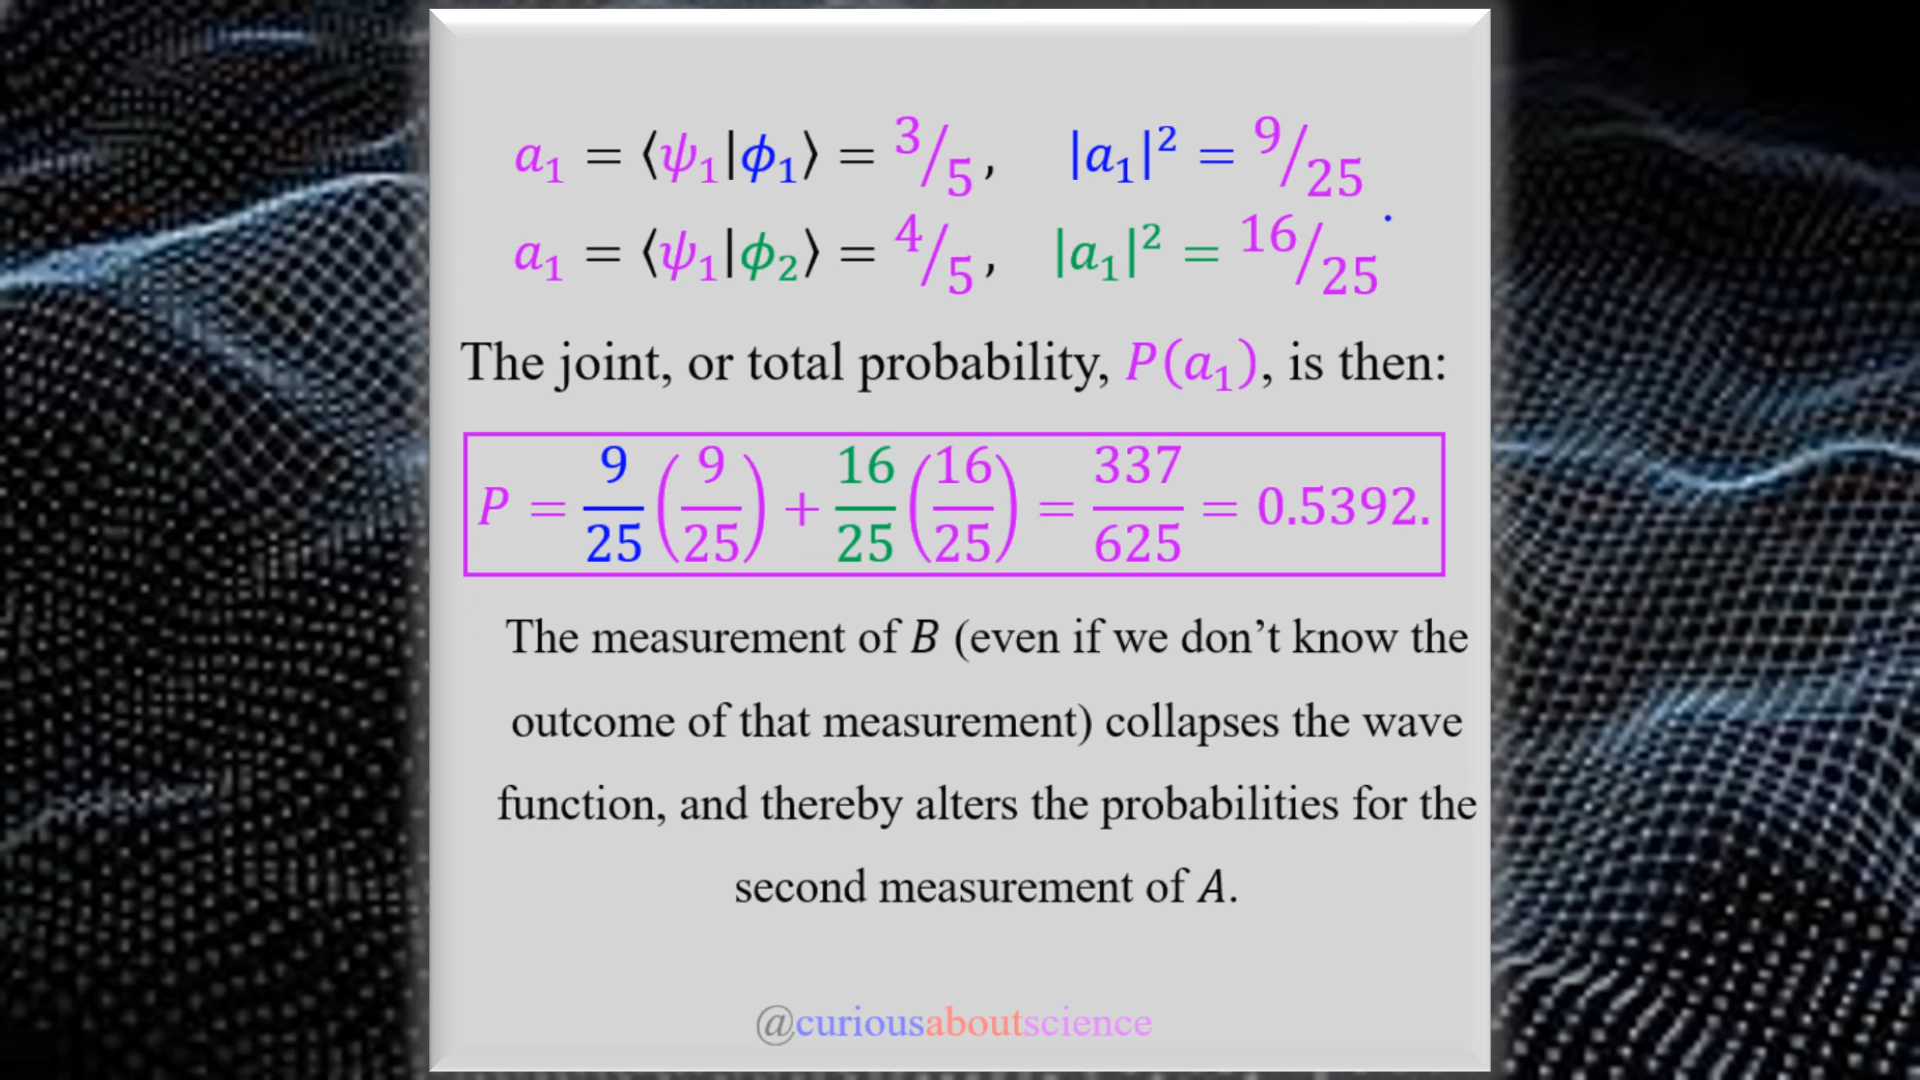 a₁ = ⟨ψ₁|ϕ₁⟩ = 3/5, |a₁|² = 9/25
a₁ = ⟨ψ₁|ϕ₂⟩ = 4/5, |a₁|² = 16/25 .
The joint, or total probability, P(a₁), is then:
P = 9/25 (9/25) + 16/25 (16/25) = 337/625 = 0.5392.
The measurement of B (even if we don’t know the
outcome of that measurement) collapses the wave
function, and thereby alters the probabilities for the
second measurement of A.
@curiousaboutscience